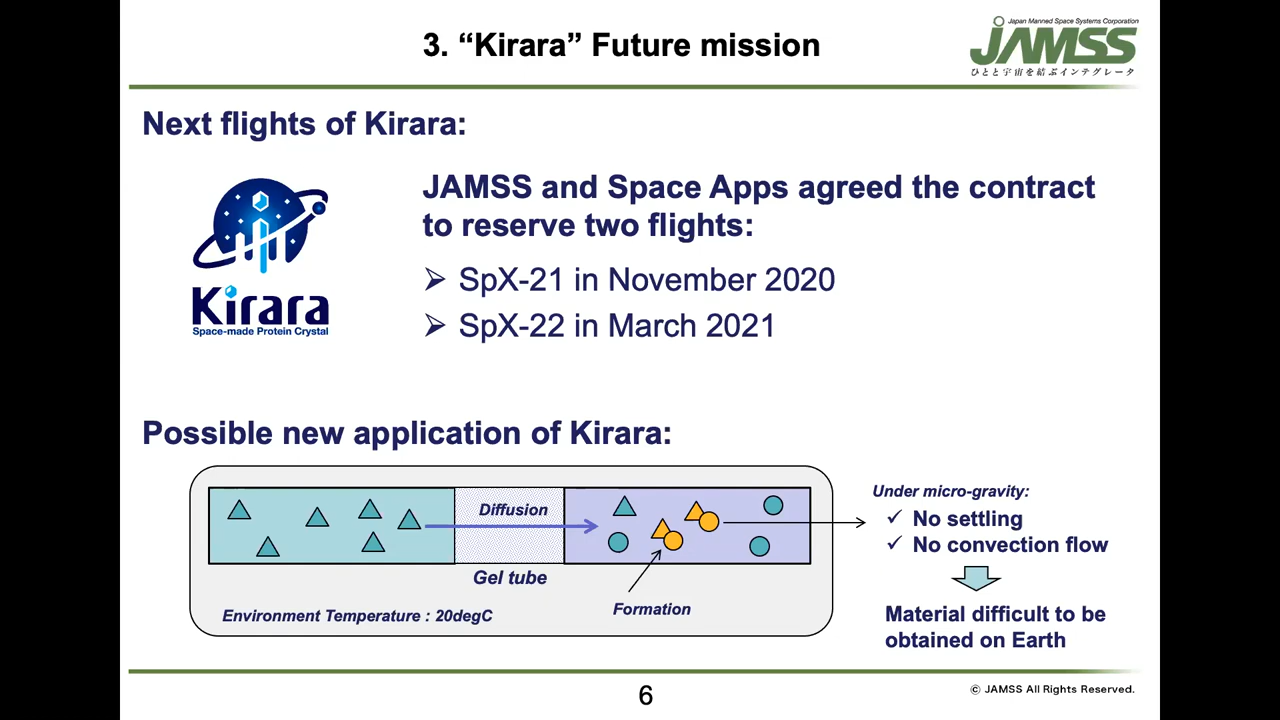 3. “Kirara” Future mission
Japan Manned Space Systems Corporation
JAMSS
ひとと宇宙を結ぶインテグレータ
Next flights of Kirara:
Kirara
Space-made Protein Crystal
JAMSS and Space Apps agreed the contract
to reserve two flights:
➢ SpX-21 in November 2020
➢ SpX-22 in March 2021
Possible new application of Kirara:
Diffusion
Gel tube
Formation
Environment Temperature : 20degC
Under micro-gravity:
✓ No settling
✓ No convection flow
Material difficult to be
obtained on Earth
6
© JAMSS All Rights Reserved.